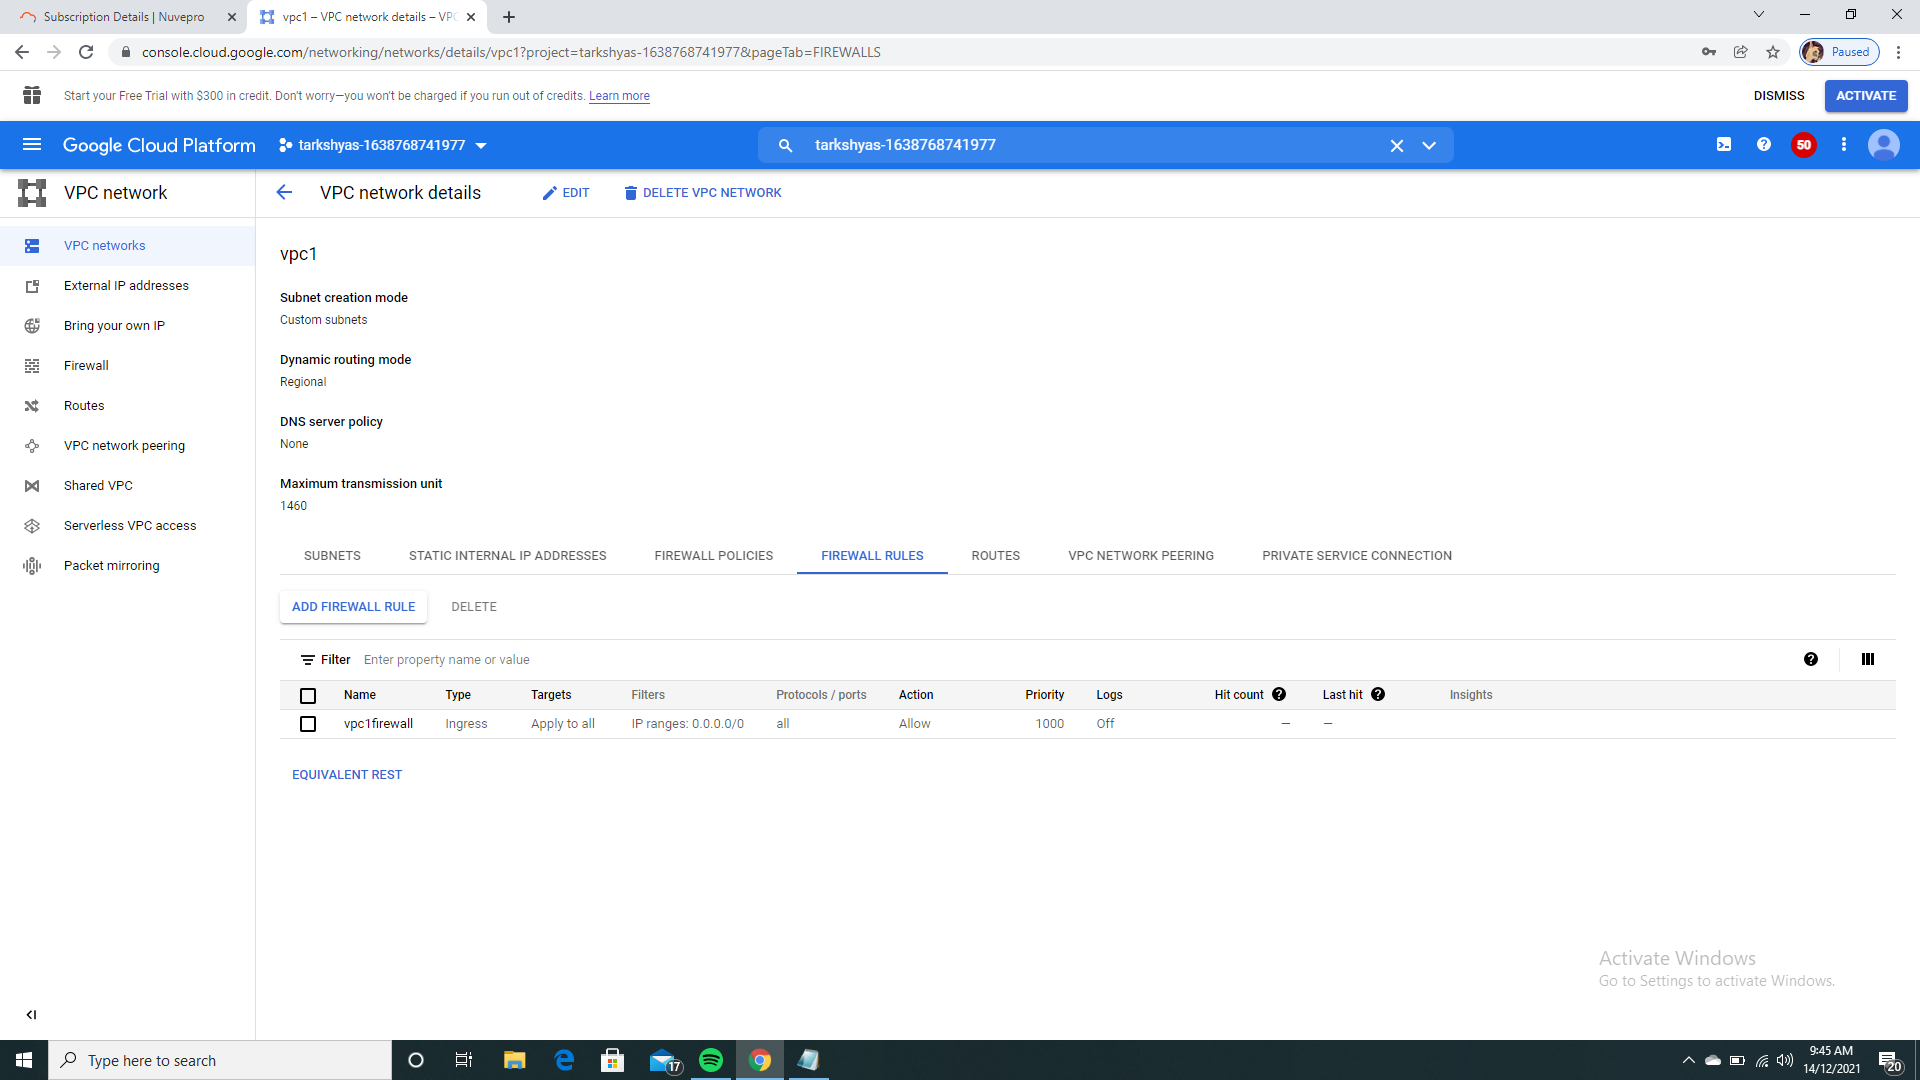 Subscription Details | Nuvepro
vpc1 – VPC network details – VPC
console.cloud.google.com/networking/networks/details/vpc1?project=tarkshyas-1638768741977&pageTab=FIREWALLS
Paused
Start your Free Trial with $300 in credit. Don't worry—you won't be charged if you run out of credits. Learn more
DISMISS
ACTIVATE
Google Cloud Platform
tarkshyas-1638768741977
tarkshyas-1638768741977
50
VPC network
VPC network details
EDIT
DELETE VPC NETWORK
VPC networks
External IP addresses
Bring your own IP
Firewall
Routes
VPC network peering
Shared VPC
Serverless VPC access
Packet mirroring
vpc1
Subnet creation mode
Custom subnets
Dynamic routing mode
Regional
DNS server policy
None
Maximum transmission unit
1460
SUBNETS STATIC INTERNAL IP ADDRESSES FIREWALL POLICIES FIREWALL RULES ROUTES VPC NETWORK PEERING PRIVATE SERVICE CONNECTION
ADD FIREWALL RULE DELETE
Filter Enter property name or value
Name Type Targets Filters Protocols / ports Action Priority Logs Hit count Last hit Insights
vpc1firewall Ingress Apply to all IP ranges: 0.0.0.0/0 all Allow 1000 Off — —
EQUIVALENT REST
Activate Windows
Go to Settings to activate Windows.
Type here to search
17
9:45 AM
14/12/2021
20